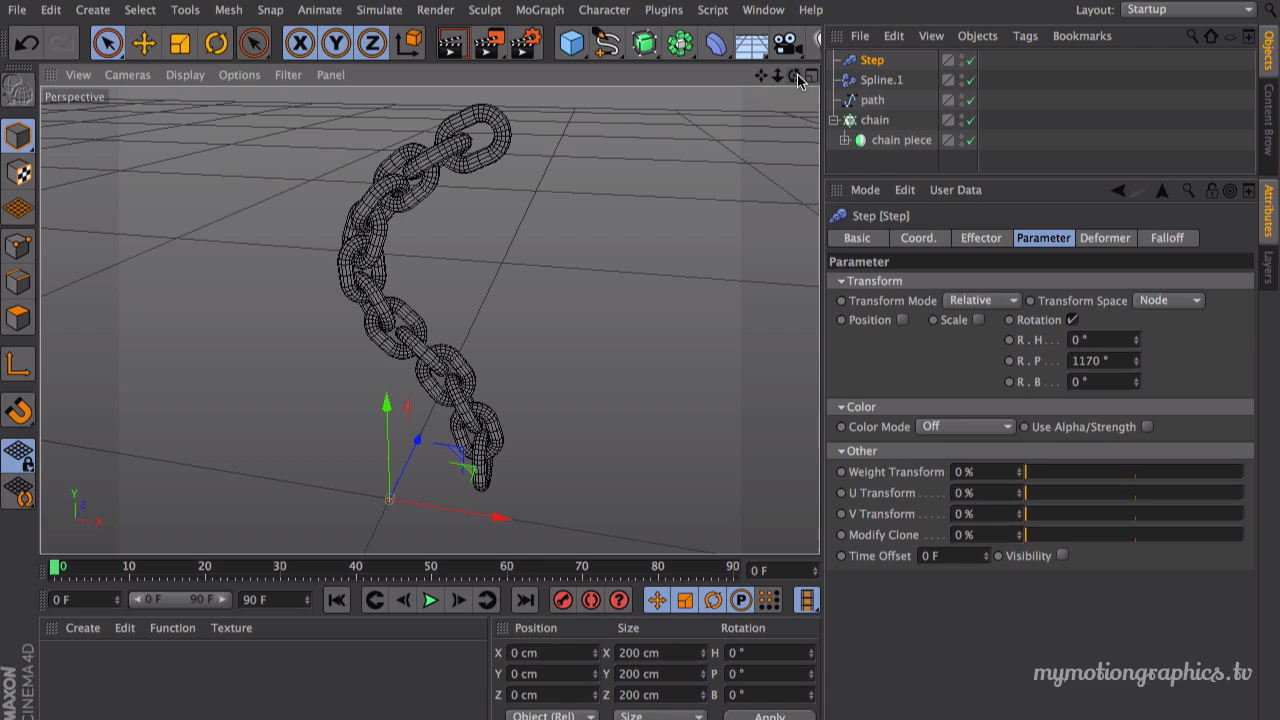 File Edit Create Select Tools Mesh Snap Animate Simulate Render Sculpt MoGraph Character Plugins Script Window Help Layout: Startup
X Y Z
File Edit View Objects Tags Bookmarks
View Cameras Display Options Filter Panel
Perspective
Step
Spline.1
path
chain
chain piece
Objects
Content Brow
Mode Edit User Data
Step [Step]
Basic Coord. Effector Parameter Deformer Falloff
Parameter
Transform
Transform Mode Relative Transform Space Node
Position Scale Rotation
R . H . . . 0 °
R . P . . . 1170 °
R . B . . . 0 °
Color
Color Mode Off Use Alpha/Strength
Other
Weight Transform 0 %
U Transform . . . . . 0 %
V Transform . . . . . 0 %
Modify Clone . . . . 0 %
Time Offset 0 F Visibility
Attributes
Layers
Y
Z
X
0 10 20 30 40 50 60 70 80 90 0 F
0 F 0 F 90 F 90 F P
Create Edit Function Texture
Position Size Rotation
X 0 cm X 200 cm H 0 °
Y 0 cm Y 200 cm P 0 °
Z 0 cm Z 200 cm B 0 °
Object (Rel) Size Apply
MAXON
CINEMA 4D
mymotiongraphics.tv